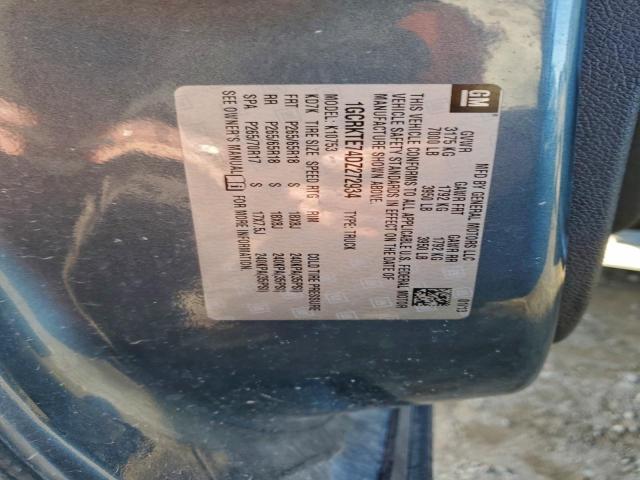 GM
MFD BY GENERAL MOTORS LLC
01/13
GVWR GAWR FRT GAWR RR
3175 KG 1792 KG 1792 KG
7000 LB 3950 LB 3950 LB
THIS VEHICLE CONFORMS TO ALL APPLICABLE U.S. FEDERAL MOTOR
VEHICLE SAFETY STANDARDS IN EFFECT ON THE DATE OF
MANUFACTURE SHOWN ABOVE.
1GCRKTE74DZ272934 TYPE: TRUCK
MODEL: K10753
KD7K TIRE SIZE SPEED RTG RIM COLD TIRE PRESSURE
FRT P265/65R18 S 18X8J 240KPA(35PSI)
RR P265/65R18 S 18X8J 240KPA(35PSI)
SPA P265/70R17 S 17X7.5J 240KPA(35PSI)
SEE OWNER'S MANUAL FOR MORE INFORMATION.